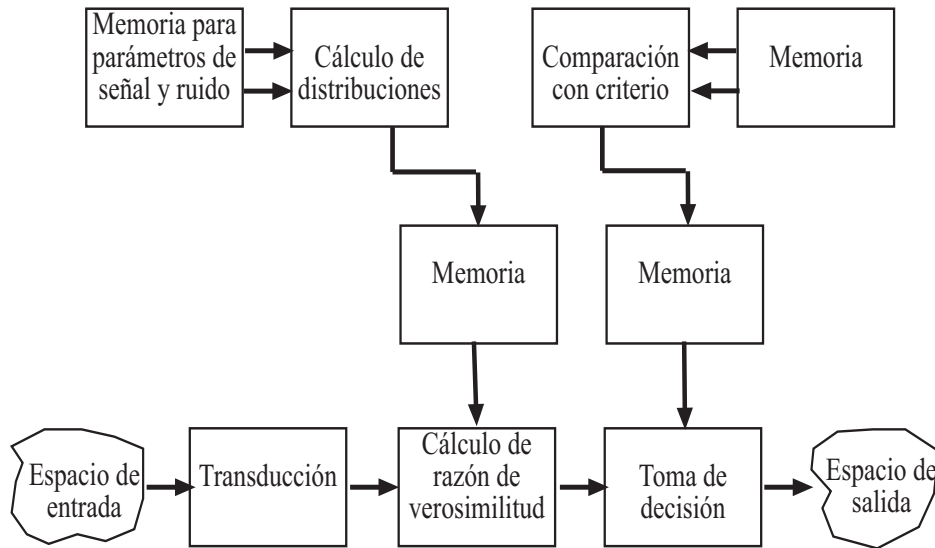 Memoria para
parámetros de
señal y ruido
Cálculo de
distribuciones
Comparación
con criterio
Memoria
Memoria
Memoria
Espacio de
entrada
Transducción
Cálculo de
razón de
verosimilitud
Toma de
decisión
Espacio de
salida